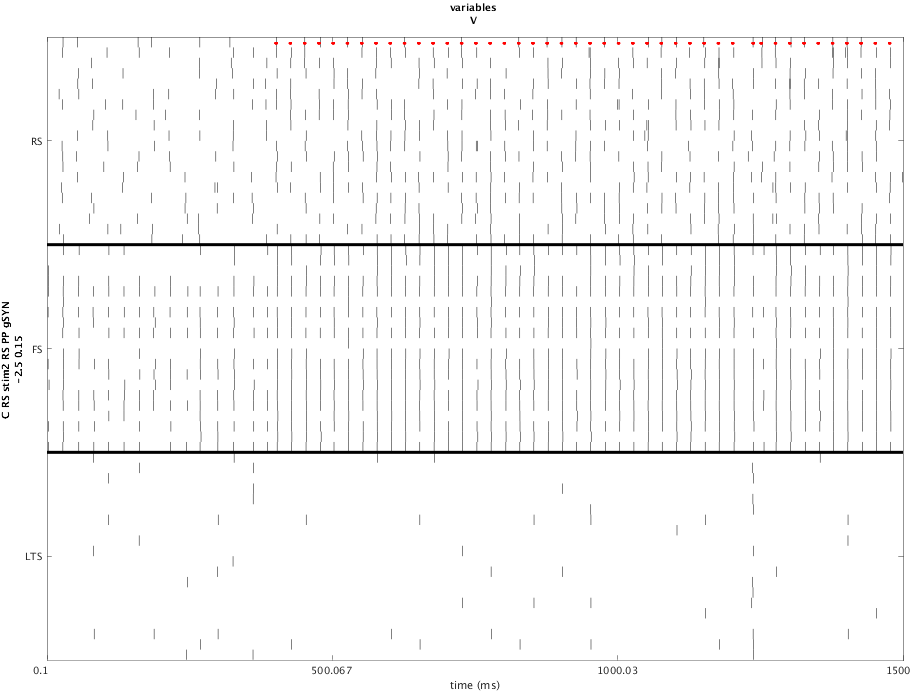 variables
V
RS
FS
LTS
C RS stim2 RS PP gSYN
-2.5 0.15
0.1
500.067
1000.03
1500
time (ms)